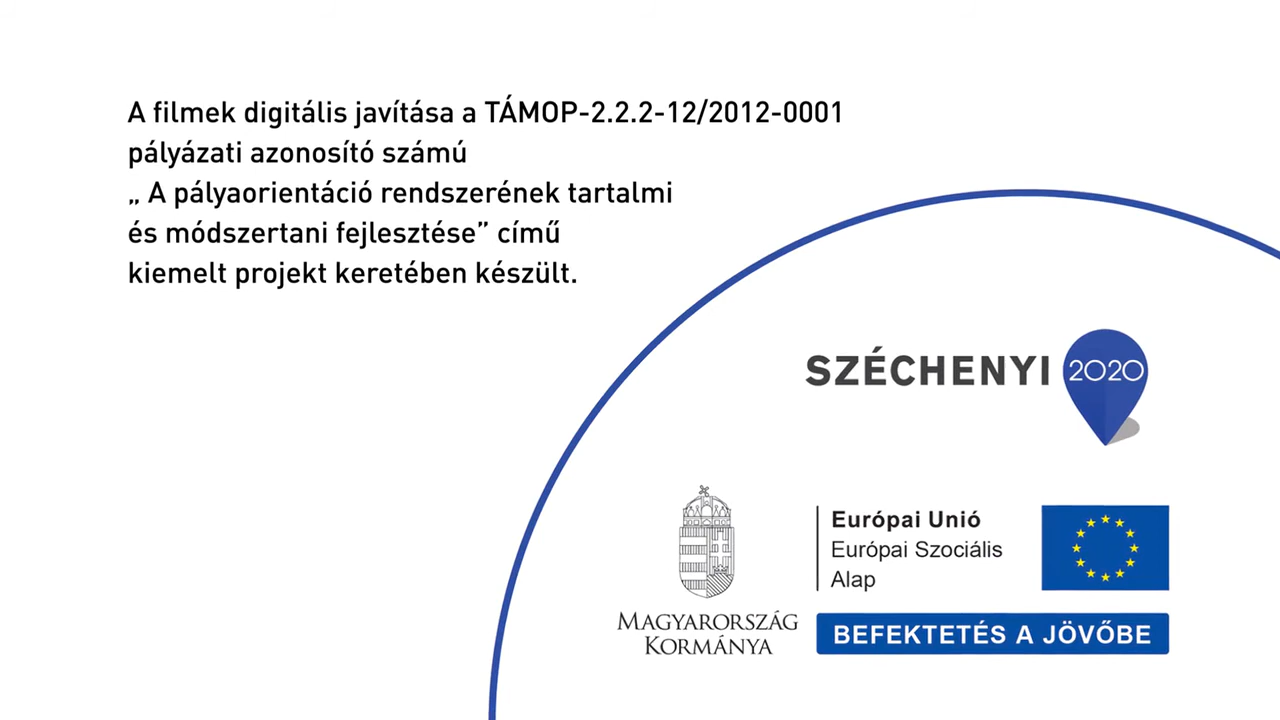 A filmek digitális javítása a TÁMOP-2.2.2-12/2012-0001
pályázati azonosító számú
„ A pályaorientáció rendszerének tartalmi
és módszertani fejlesztése” című
kiemelt projekt keretében készült.
SZÉCHENYI 2020
Európai Unió
Európai Szociális
Alap
MAGYARORSZÁG
KORMÁNYA
BEFEKTETÉS A JÖVŐBE